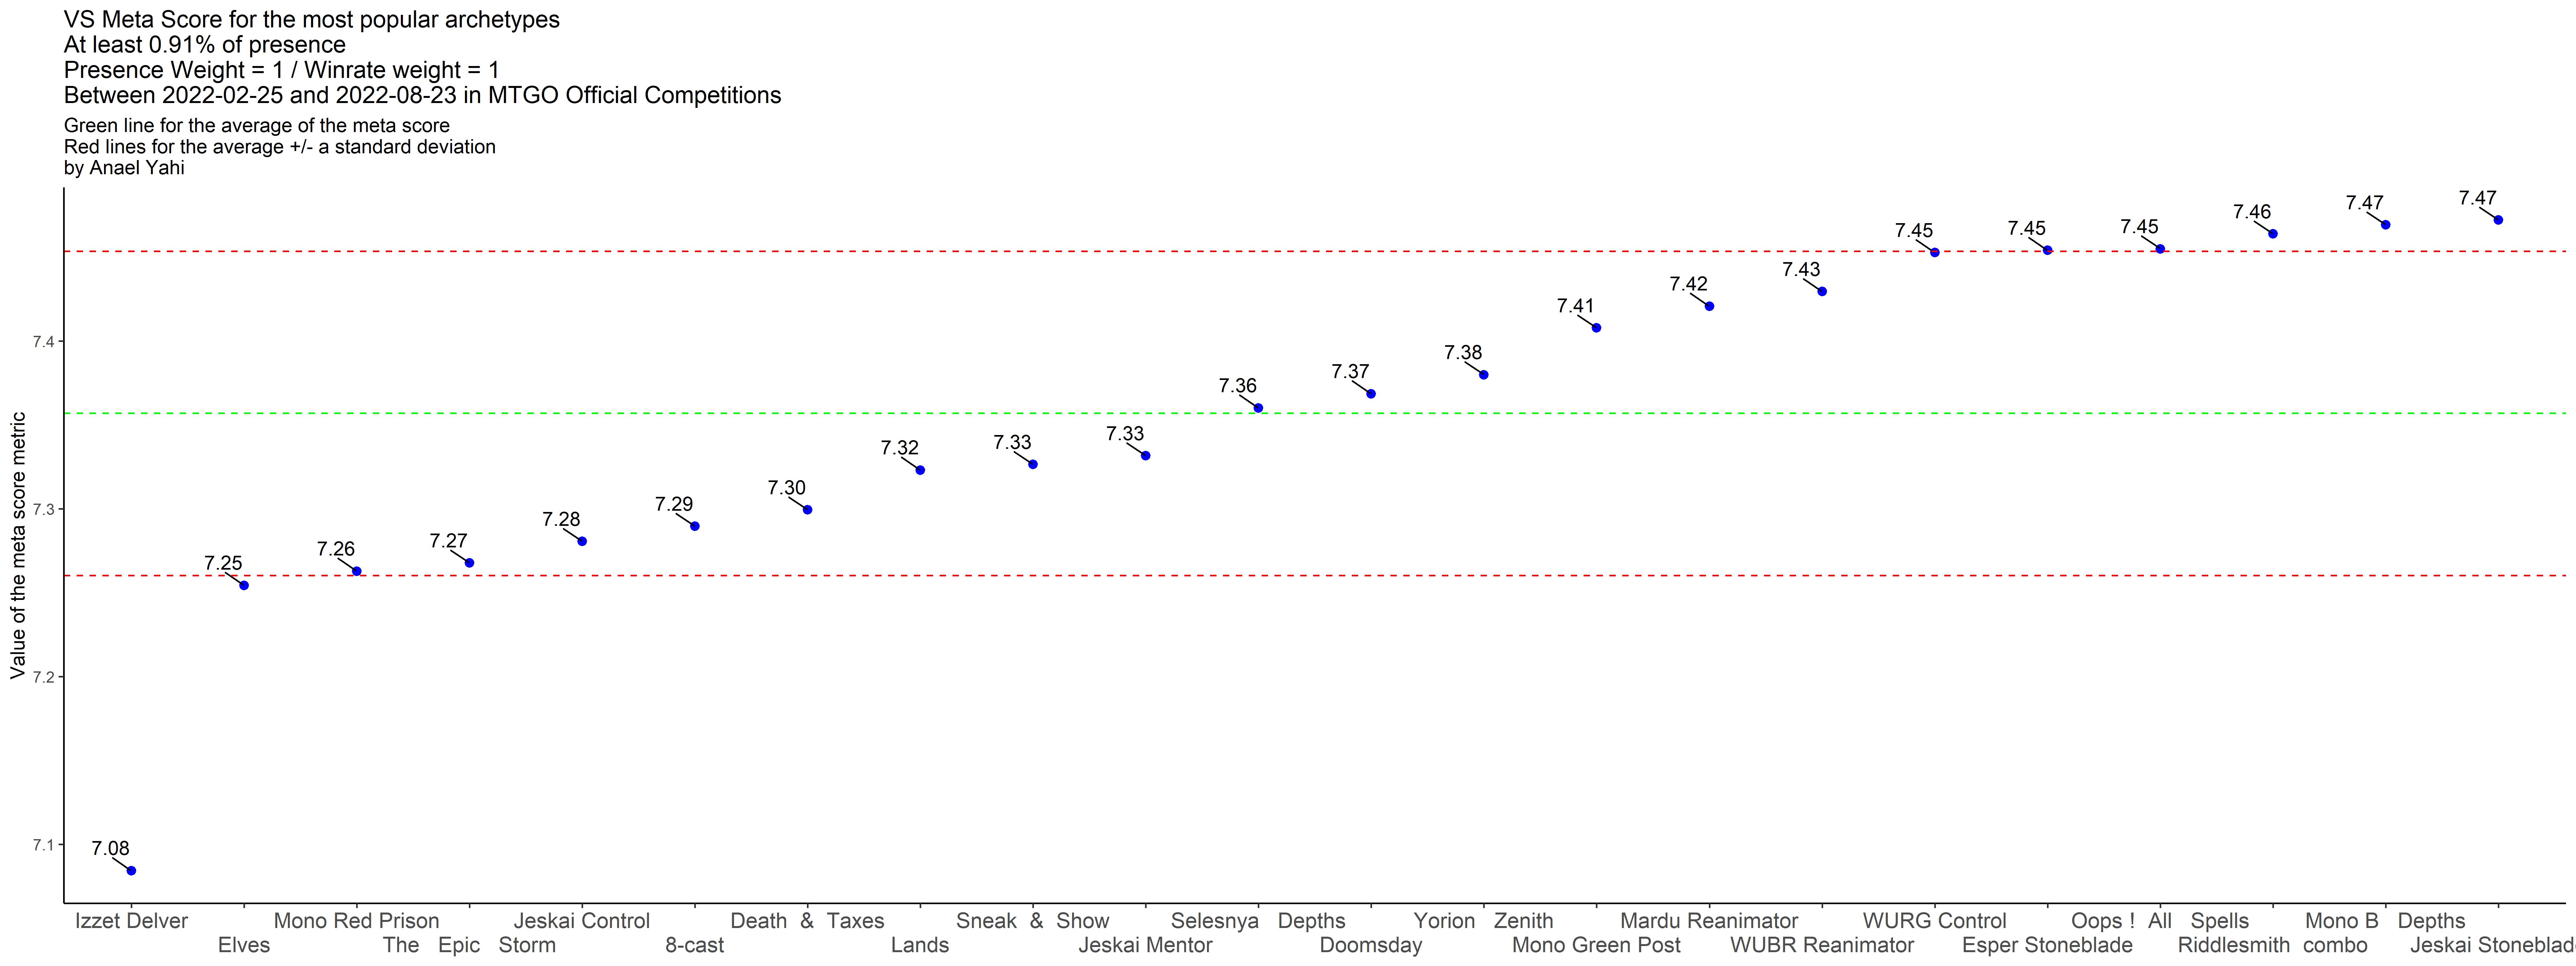 VS Meta Score for the most popular archetypes
At least 0.91% of presence
Presence Weight = 1 / Winrate weight = 1
Between 2022-02-25 and 2022-08-23 in MTGO Official Competitions
Green line for the average of the meta score
Red lines for the average +/- a standard deviation
by Anael Yahi
Value of the meta score metric
7.4
7.3
7.2
7.1
7.08
7.25
7.26
7.27
7.28
7.29
7.30
7.32
7.33
7.33
7.36
7.37
7.38
7.41
7.42
7.43
7.45
7.45
7.45
7.46
7.47
7.47
Izzet Delver
Elves
Mono Red Prison
The Epic Storm
Jeskai Control
8-cast
Death & Taxes
Lands
Sneak & Show
Jeskai Mentor
Selesnya Depths
Doomsday
Yorion Zenith
Mono Green Post
Mardu Reanimator
WUBR Reanimator
WURG Control
Esper Stoneblade
Oops ! All Spells
Riddlesmith combo
Mono B Depths
Jeskai Stoneblad